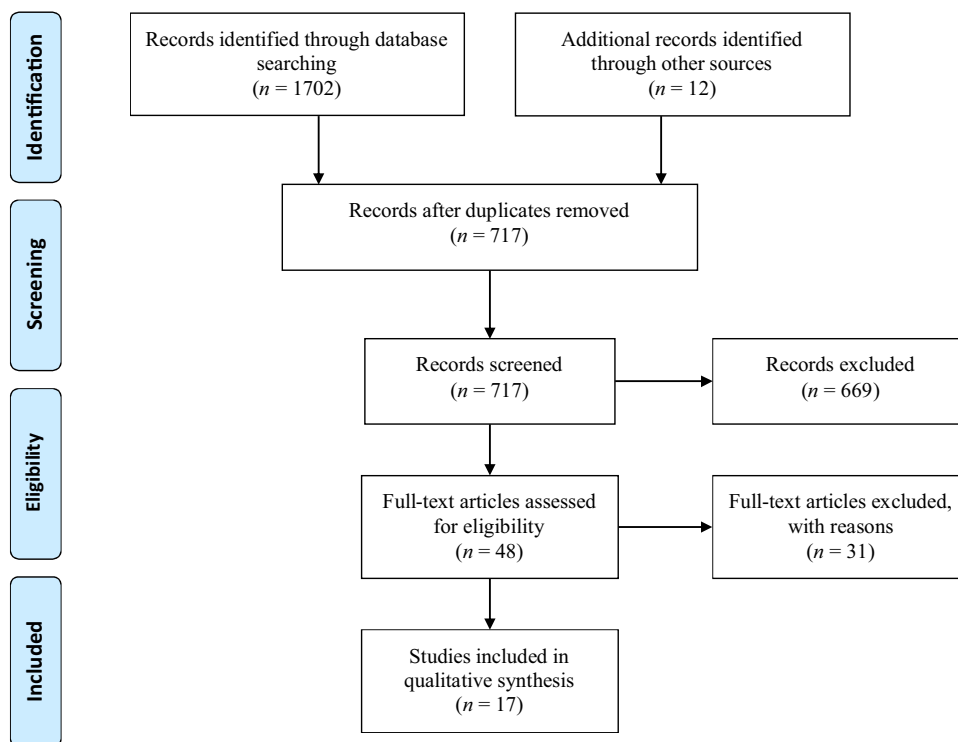 Identification
Records identified through database
searching
(n = 1702)
Additional records identified
through other sources
(n = 12)
Screening
Records after duplicates removed
(n = 717)
Records screened
(n = 717)
Records excluded
(n = 669)
Eligibility
Full-text articles assessed
for eligibility
(n = 48)
Full-text articles excluded,
with reasons
(n = 31)
Included
Studies included in
qualitative synthesis
(n = 17)